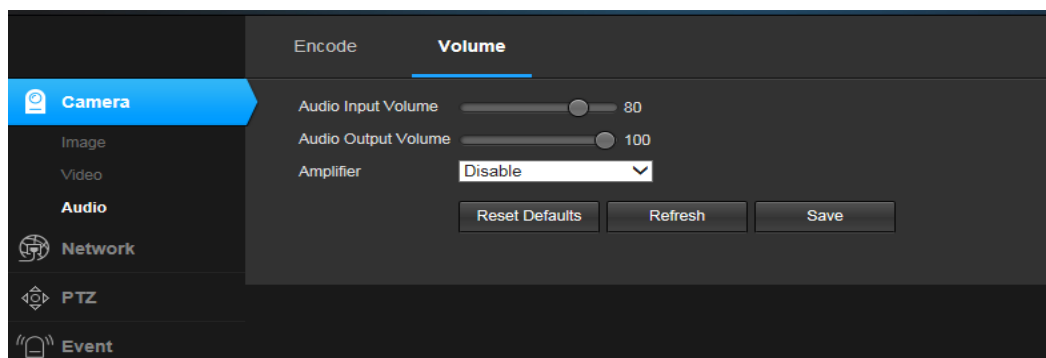 Encode Volume
Camera
Audio Input Volume 80
Image
Audio Output Volume 100
Video
Amplifier Disable
Audio
Reset Defaults Refresh Save
Network
PTZ
Event